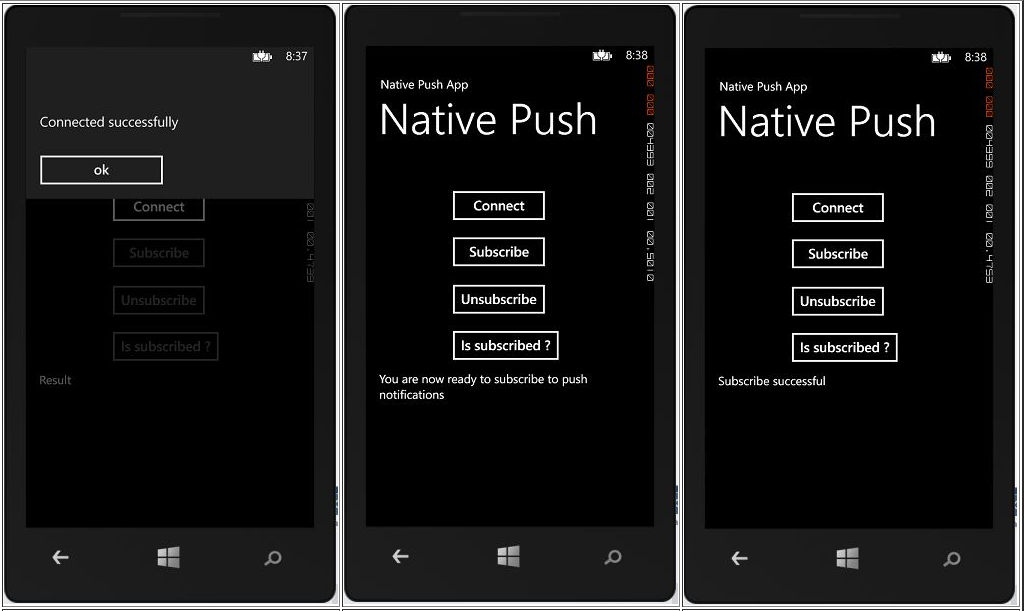 8:37
Connected successfully
ok
Connect
Subscribe
Unsubscribe
Is subscribed ?
Result
8:38
Native Push App
Native Push
Connect
Subscribe
Unsubscribe
Is subscribed ?
You are now ready to subscribe to push
notifications
8:38
Native Push App
Native Push
Connect
Subscribe
Unsubscribe
Is subscribed ?
Subscribe successful